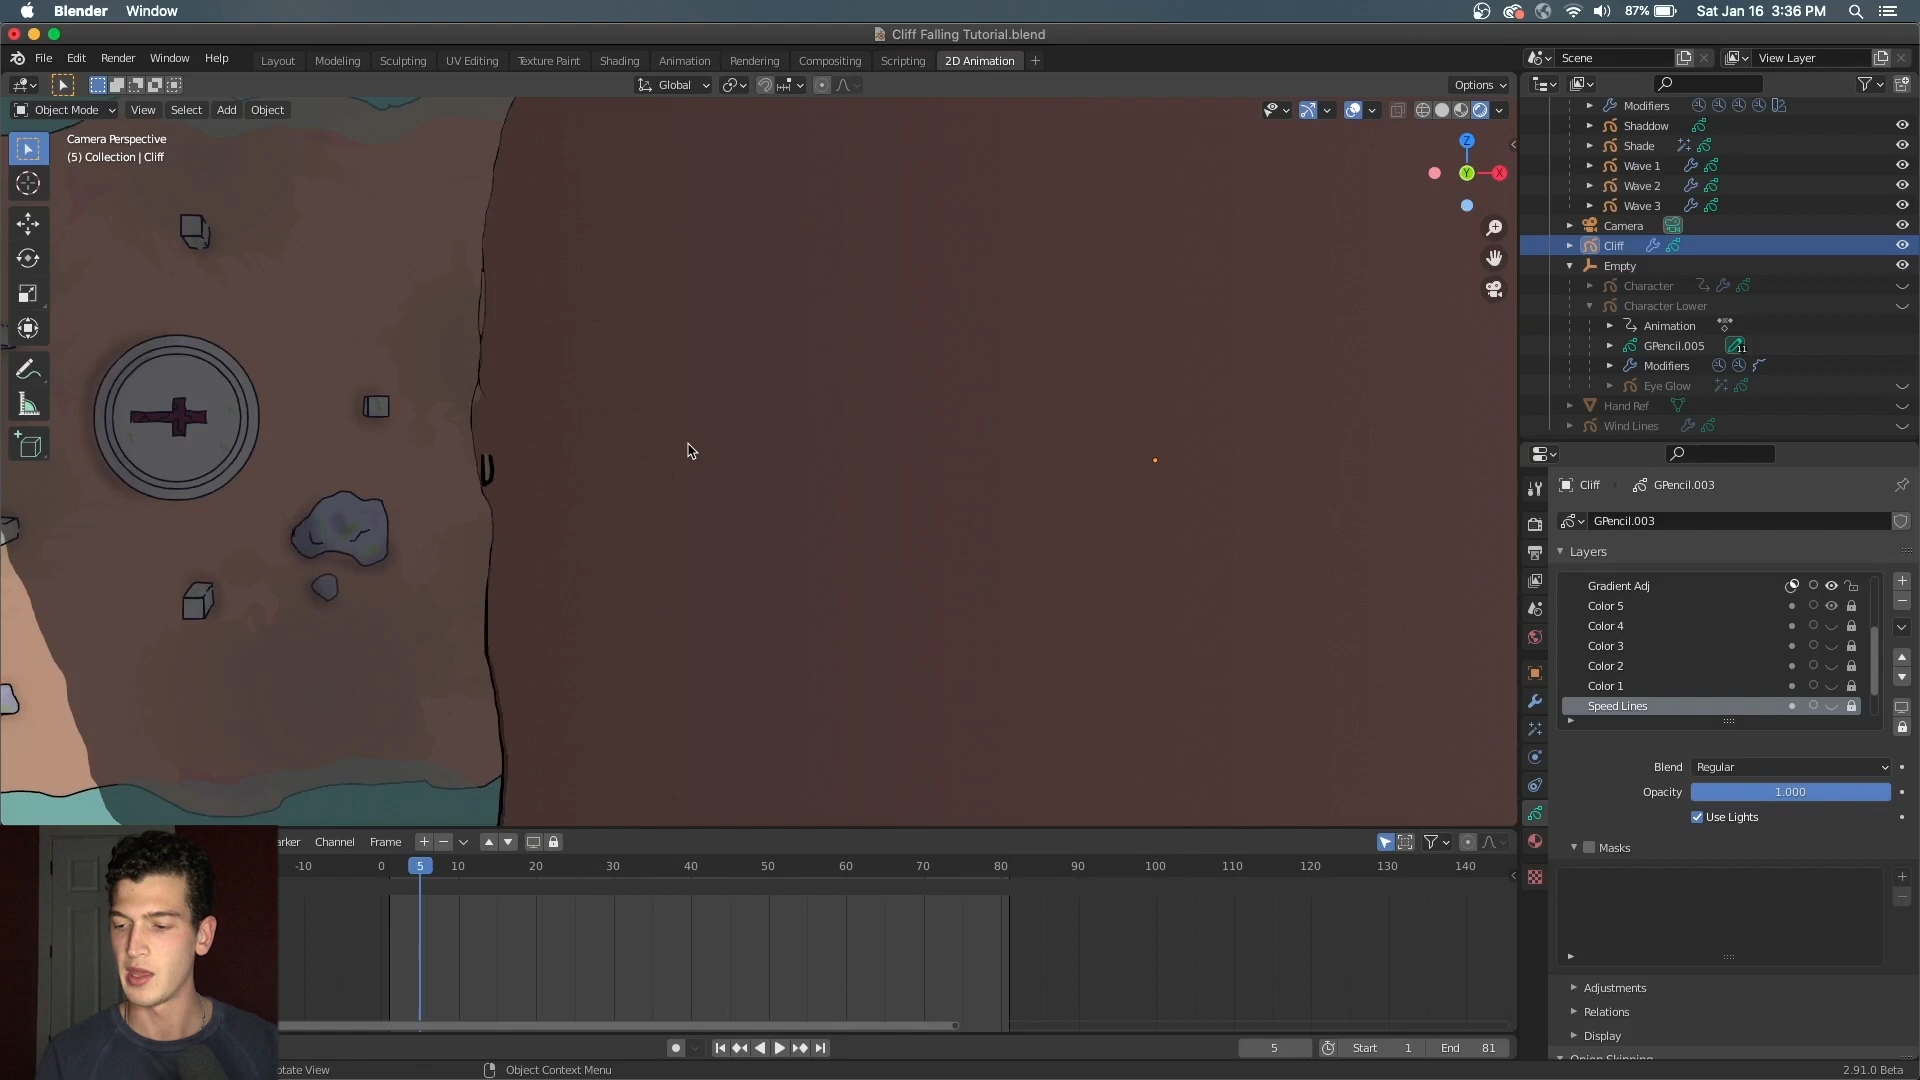 Blender Window
87% Sat Jan 16 3:36 PM
Cliff Falling Tutorial.blend
File Edit Render Window Help
Layout Modeling Sculpting UV Editing Texture Paint Shading Animation Rendering Compositing Scripting 2D Animation +
Scene
View Layer
Global
Options
Object Mode View Select Add Object
Camera Perspective
(5) Collection | Cliff
Z
Y
X
Modifiers
Shaddow
Shade
Wave 1
Wave 2
Wave 3
Camera
Cliff
Empty
Character
Character Lower
Animation
GPencil.005 11
Modifiers
Eye Glow
Hand Ref
Wind Lines
Cliff GPencil.003
GPencil.003
Layers
Gradient Adj
Color 5
Color 4
Color 3
Color 2
Color 1
Speed Lines
Blend Regular
Opacity 1.000
Use Lights
Masks
Adjustments
Relations
Display
arker Channel Frame
-10 0 5 10 20 30 40 50 60 70 80 90 100 110 120 130 140
5 Start 1 End 81
otate View Object Context Menu
2.91.0 Beta